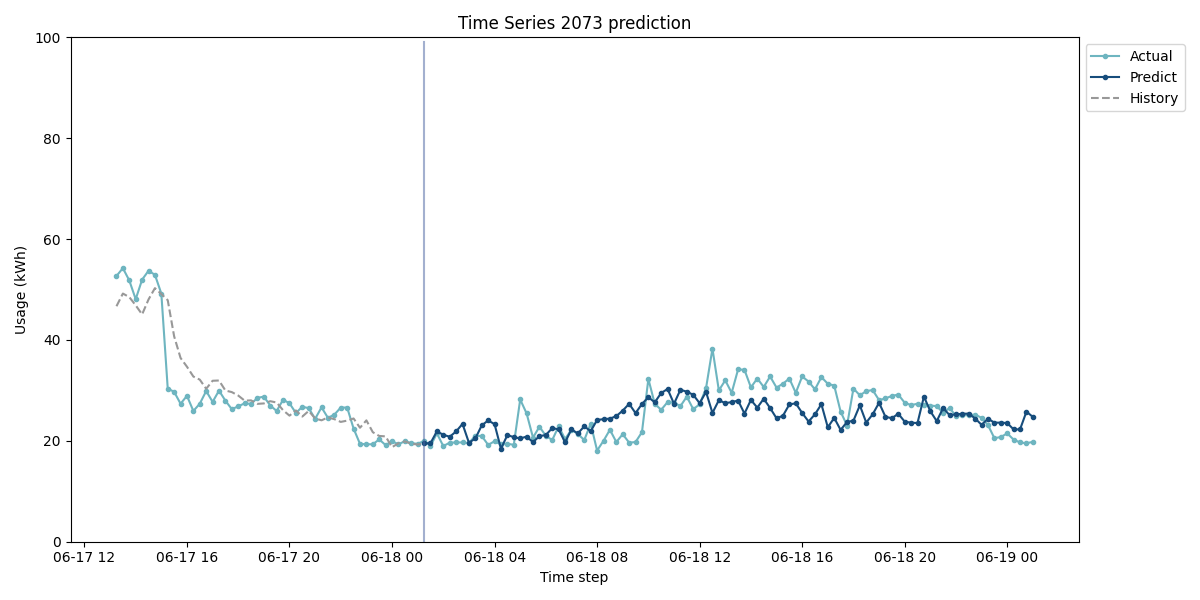 Time Series 2073 prediction
Usage (kWh)
100
80
60
40
20
0
06-17 12
06-17 16
06-17 20
06-18 00
06-18 04
06-18 08
06-18 12
06-18 16
06-18 20
06-19 00
Time step
Actual
Predict
History